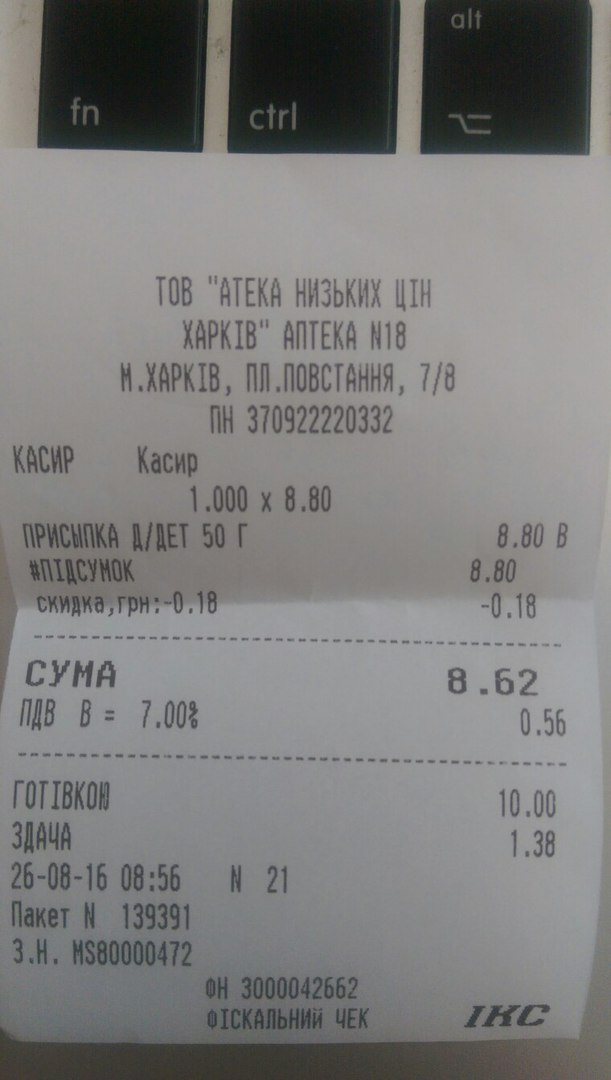 fn ctrl alt
ТОВ "АТЕКА НИЗЬКИХ ЦІН
ХАРКІВ" АПТЕКА N18
М.ХАРКІВ, ПЛ.ПОВСТАННЯ, 7/8
ПН 370922220332
КАСИР Касир
1.000 x 8.80
ПРИСЫПКА Д/ДЕТ 50 Г 8.80 В
#ПІДСУМОК 8.80
скидка,грн:-0.18 -0.18
СУМА 8.62
ПДВ В = 7.00% 0.56
ГОТІВКОЮ 10.00
ЗДАЧА 1.38
26-08-16 08:56 N 21
Пакет N 139391
З.Н. MS80000472
ФН 3000042662
ФІСКАЛЬНИЙ ЧЕК ІКС